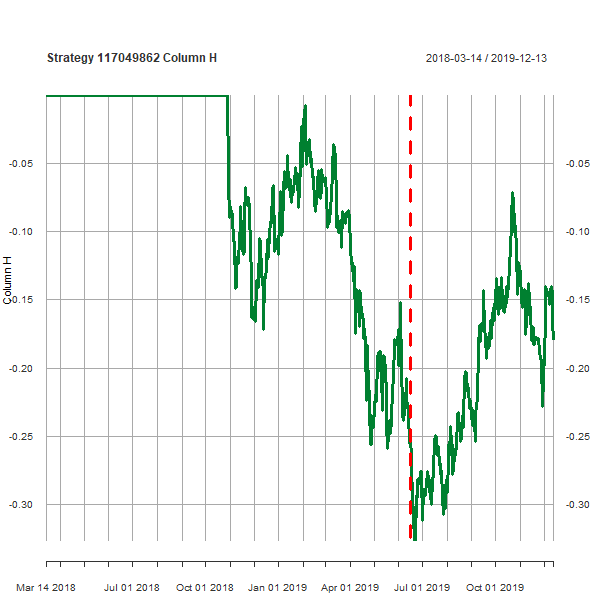 Strategy 117049862 Column H
2018-03-14 / 2019-12-13
-0.05 -0.05
-0.10 -0.10
Column H
-0.15 -0.15
-0.20 -0.20
-0.25 -0.25
-0.30 -0.30
Mar 14 2018 Jul 01 2018 Oct 01 2018 Jan 01 2019 Apr 01 2019 Jul 01 2019 Oct 01 2019